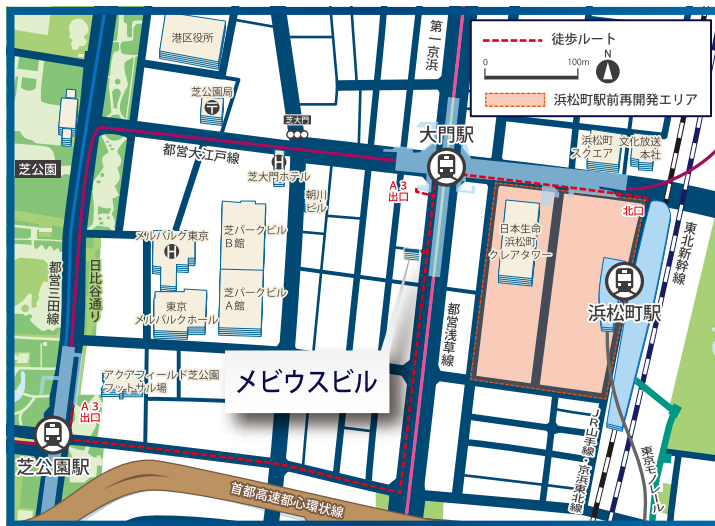 港区役所
第一京浜
徒歩ルート
0
100m
N
浜松町駅前再開発エリア
芝公園局
芝大門
大門駅
浜松町
スクエア
文化放送
本社
都営大江戸線
芝公園
芝大門ホテル
A3
出口
朝川
ビル
北口
メルパルク東京
芝パークビル
B館
日本生命
浜松町
クレアタワー
東北新幹線
都営三田線
日比谷通り
芝パークビル
A館
東京
メルパルクホール
都営浅草線
浜松町駅
メビウスビル
アクアフィールド芝公園
フットサル場
A3
出口
芝公園駅
JR山手線・京浜東北線
東京モノレール
首都高速都心環状線